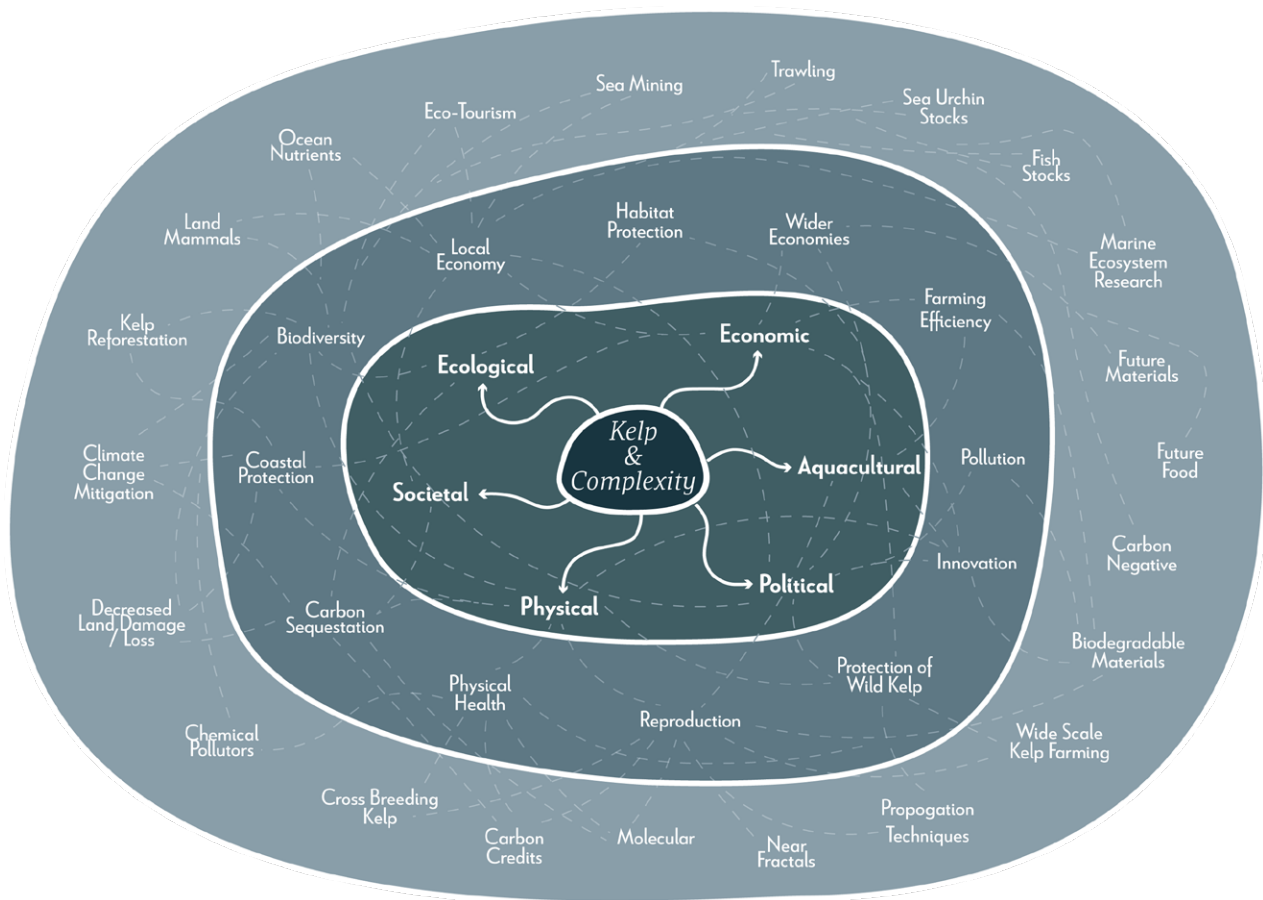 Sea Mining
Trawling
Eco-Tourism
Sea Urchin
Stocks
Ocean
Nutrients
Fish
Stocks
Land
Mammals
Habitat
Protection
Wider
Economies
Local
Economy
Marine
Ecosystem
Research
Kelp
Reforestation
Biodiversity
Farming
Efficiency
Economic
Ecological
Future
Materials
Kelp
&
Complexity
Climate
Change
Mitigation
Coastal
Protection
Societal
Aquacultural
Pollution
Future
Food
Carbon
Negative
Innovation
Political
Physical
Decreased
Land Damage
/ Loss
Carbon
Sequestation
Biodegradable
Materials
Protection of
Wild Kelp
Physical
Health
Reproduction
Chemical
Pollutors
Wide Scale
Kelp Farming
Cross Breeding
Kelp
Carbon
Credits
Molecular
Near
Fractals
Propogation
Techniques